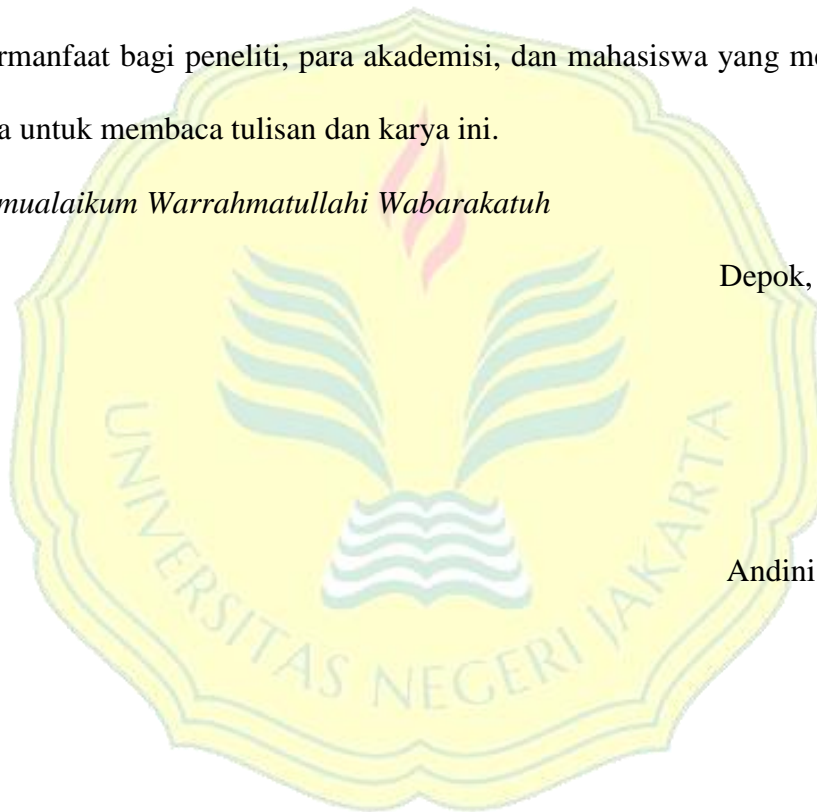 rmanfaat bagi peneliti, para akademisi, dan mahasiswa yang me
a untuk membaca tulisan dan karya ini.
mualaikum Warrahmatullahi Wabarakatuh
Depok,
Andini
UNIVERSITAS NEGERI JAKARTA